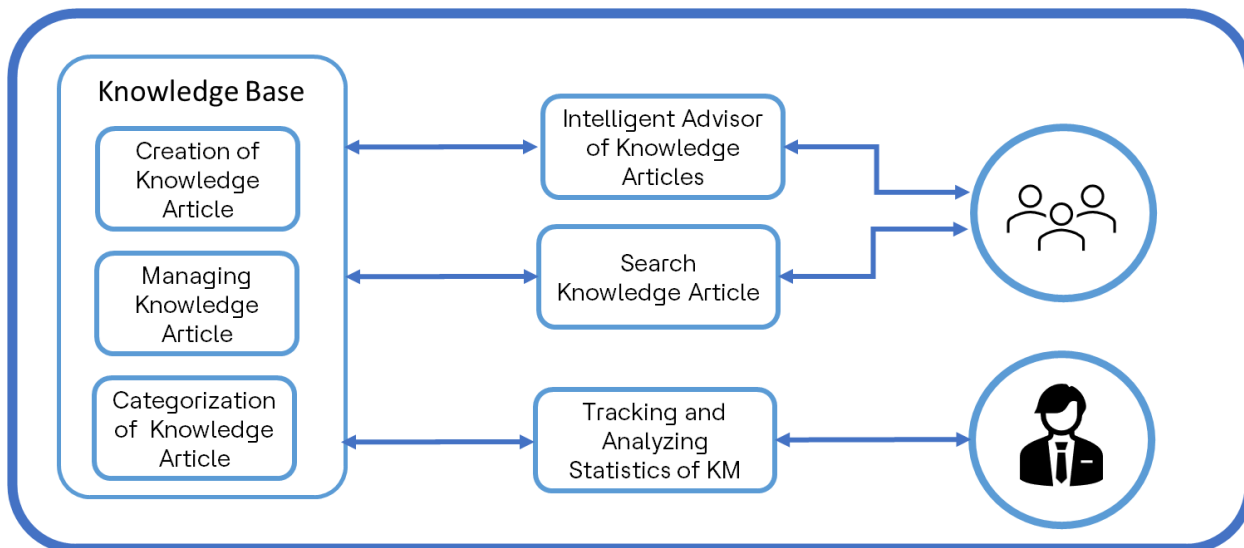 Knowledge Base
Creation of
Knowledge
Article
Managing
Knowledge
Article
Categorization
of Knowledge
Article
Intelligent Advisor
of Knowledge
Articles
Search
Knowledge Article
Tracking and
Analyzing
Statistics of KM